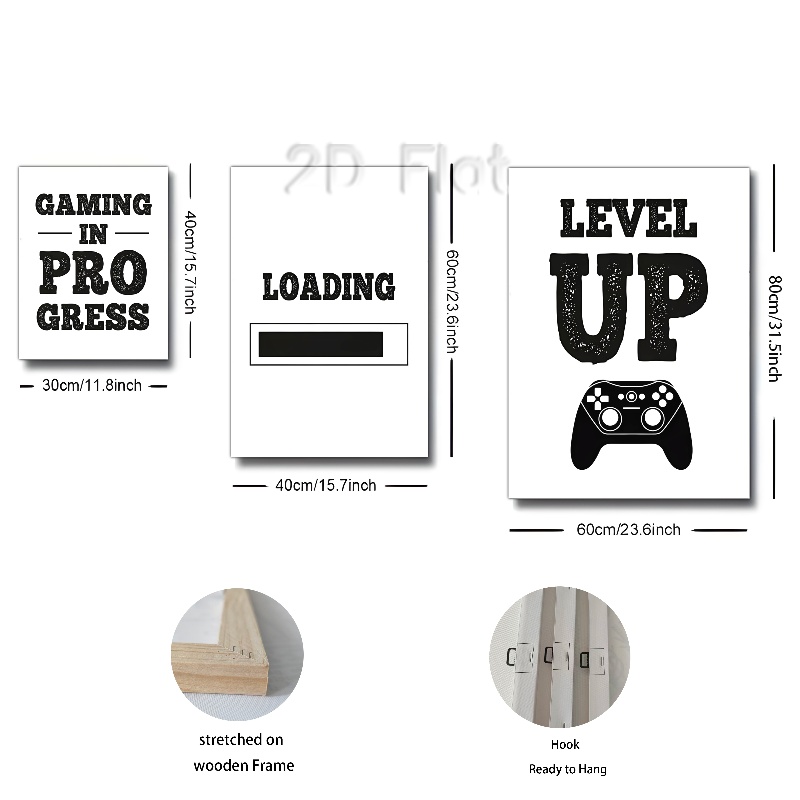 2D Flat
GAMING
IN
PRO
GRESS
40cm/15.7inch
30cm/11.8inch
LOADING
60cm/23.6inch
40cm/15.7inch
LEVEL
UP
80cm/31.5inch
60cm/23.6inch
stretched on
wooden Frame
Hook
Ready to Hang